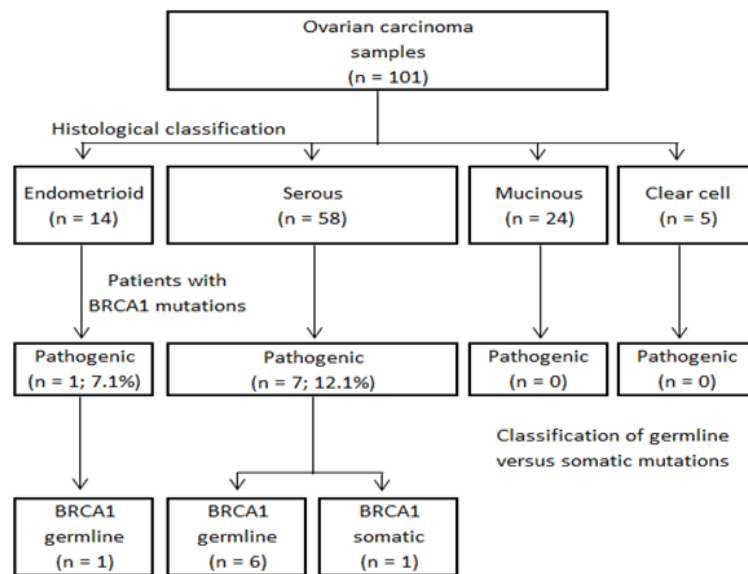 Ovarian carcinoma
samples
(n = 101)
Histological classification
Endometrioid
(n = 14)
Serous
(n = 58)
Mucinous
(n = 24)
Clear cell
(n = 5)
Patients with
BRCA1 mutations
Pathogenic
(n = 1; 7.1%)
Pathogenic
(n = 7; 12.1%)
Pathogenic
(n = 0)
Pathogenic
(n = 0)
Classification of germline
versus somatic mutations
BRCA1
germline
(n = 1)
BRCA1
germline
(n = 6)
BRCA1
somatic
(n = 1)